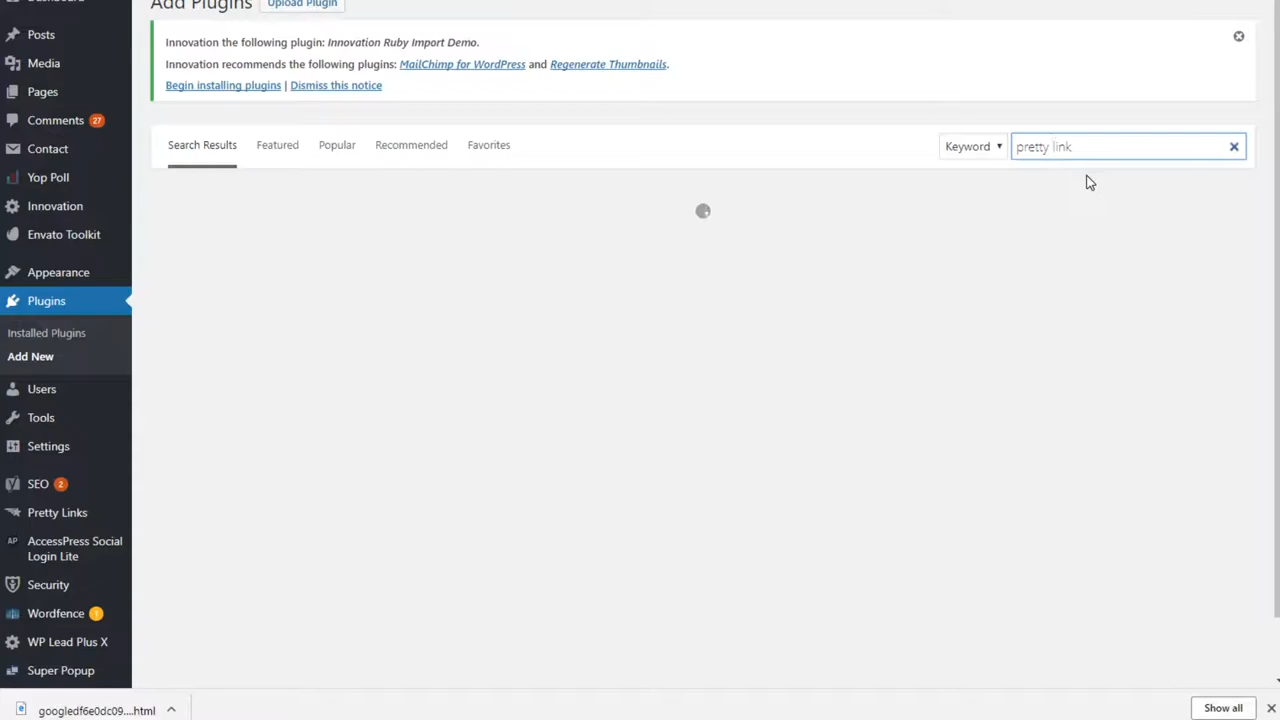 Dashboard
Add Plugins
Upload Plugin
Posts
Media
Pages
Comments 27
Contact
Yop Poll
Innovation
Envato Toolkit
Appearance
Plugins
Installed Plugins
Add New
Users
Tools
Settings
SEO 2
Pretty Links
AP AccessPress Social
Login Lite
Security
Wordfence 1
WP Lead Plus X
Super Popup
Innovation the following plugin: Innovation Ruby Import Demo.
Innovation recommends the following plugins: MailChimp for WordPress and Regenerate Thumbnails.
Begin installing plugins | Dismiss this notice
Search Results Featured Popular Recommended Favorites
Keyword
pretty link
googledf6e0dc09....html
Show all